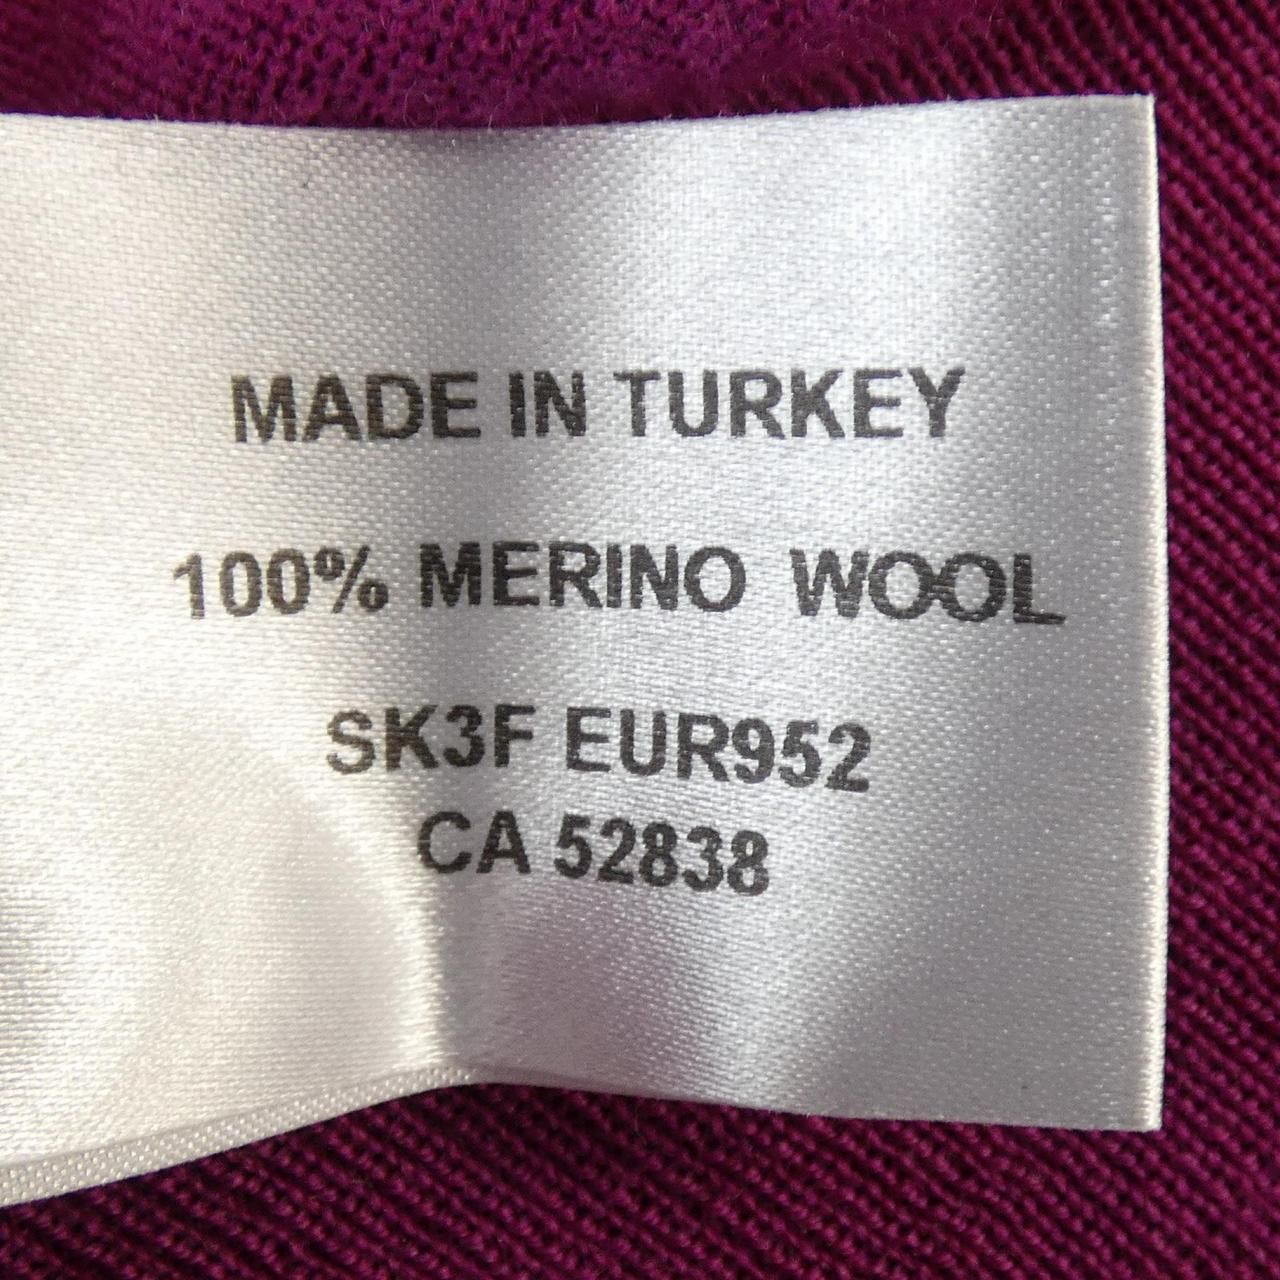 MADE IN TURKEY
100% MERINO WOOL
SK3F EUR952
CA 52838